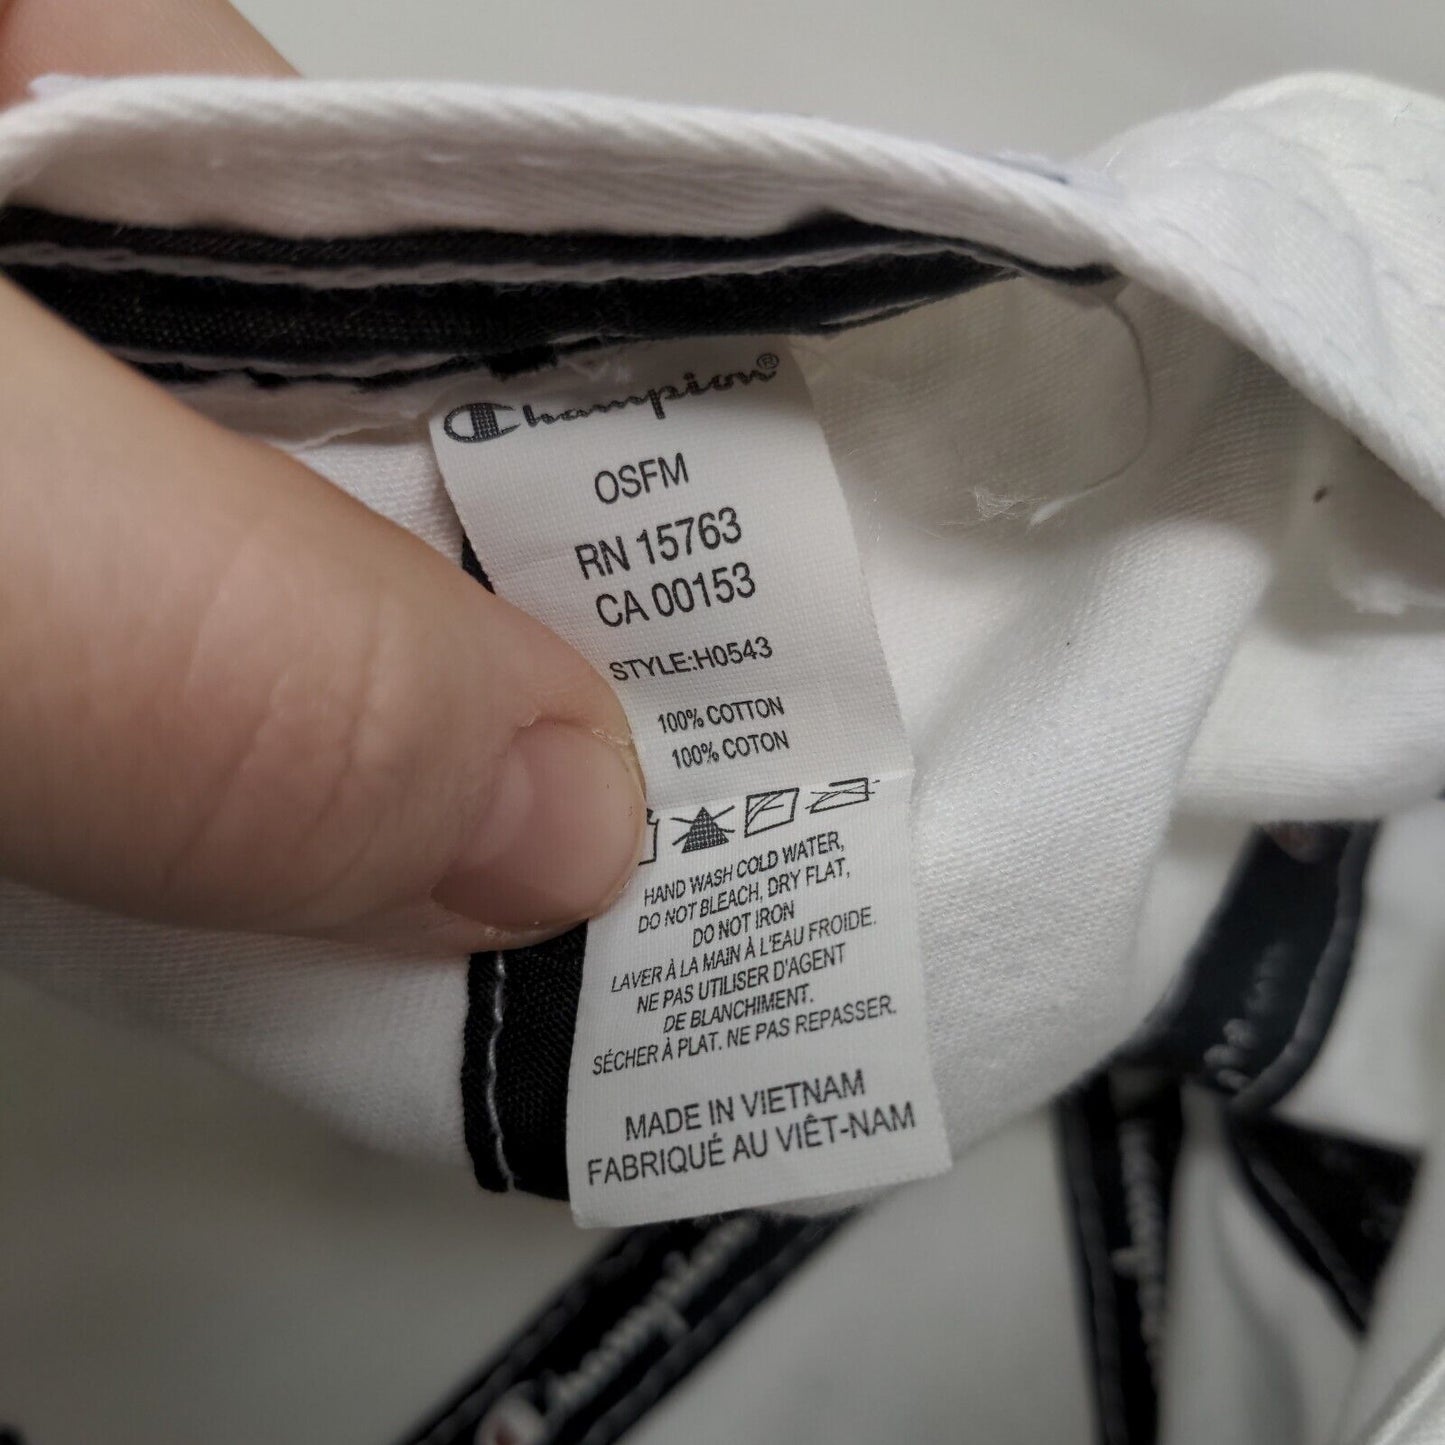 Champion®
OSFM
RN 15763
CA 00153
STYLE:H0543
100% COTTON
100% COTON
HAND WASH COLD WATER,
DO NOT BLEACH, DRY FLAT,
DO NOT IRON
LAVER À LA MAIN À L'EAU FROIDE.
NE PAS UTILISER D'AGENT
DE BLANCHIMENT.
SÉCHER À PLAT. NE PAS REPASSER.
MADE IN VIETNAM
FABRIQUÉ AU VIÊT-NAM
Champion